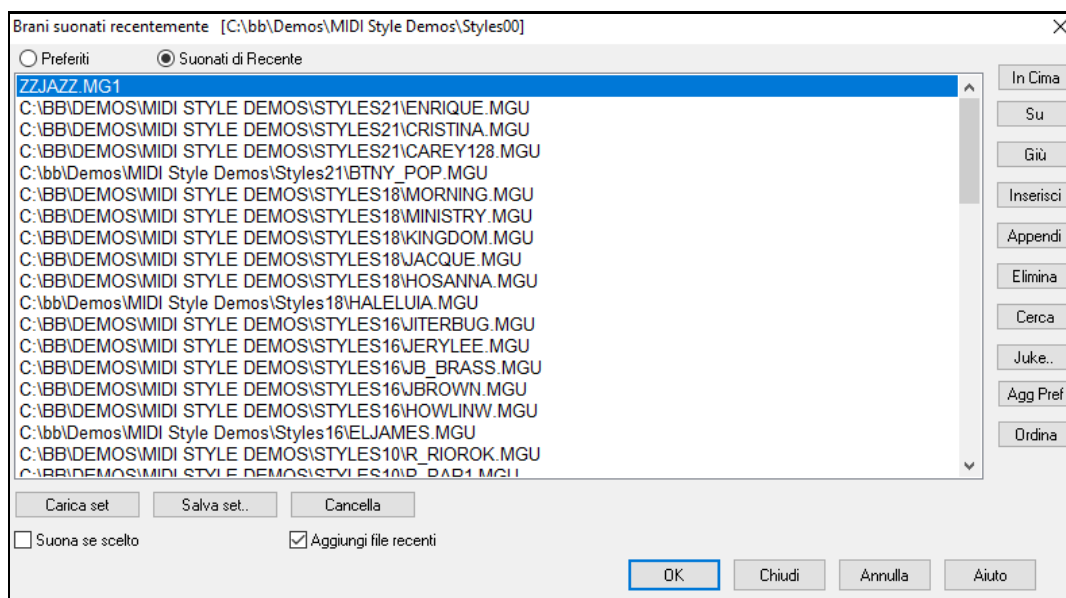 Brani suonati recentemente [C:\bb\Demos\MIDI Style Demos\Styles00]
Preferiti Suonati di Recente
ZZJAZZ.MG1
C:\BB\DEMOS\MIDI STYLE DEMOS\STYLES21\ENRIQUE.MGU
C:\BB\DEMOS\MIDI STYLE DEMOS\STYLES21\CRISTINA.MGU
C:\BB\DEMOS\MIDI STYLE DEMOS\STYLES21\CAREY128.MGU
C:\bb\Demos\MIDI Style Demos\Styles21\BTNY_POP.MGU
C:\BB\DEMOS\MIDI STYLE DEMOS\STYLES18\MORNING.MGU
C:\BB\DEMOS\MIDI STYLE DEMOS\STYLES18\MINISTRY.MGU
C:\BB\DEMOS\MIDI STYLE DEMOS\STYLES18\KINGDOM.MGU
C:\BB\DEMOS\MIDI STYLE DEMOS\STYLES18\JACQUE.MGU
C:\BB\DEMOS\MIDI STYLE DEMOS\STYLES18\HOSANNA.MGU
C:\bb\Demos\MIDI Style Demos\Styles18\HALELUIA.MGU
C:\BB\DEMOS\MIDI STYLE DEMOS\STYLES16\JITERBUG.MGU
C:\BB\DEMOS\MIDI STYLE DEMOS\STYLES16\JERYLEE.MGU
C:\BB\DEMOS\MIDI STYLE DEMOS\STYLES16\JB_BRASS.MGU
C:\BB\DEMOS\MIDI STYLE DEMOS\STYLES16\JBROWN.MGU
C:\BB\DEMOS\MIDI STYLE DEMOS\STYLES16\HOWLINW.MGU
C:\bb\Demos\MIDI Style Demos\Styles16\ELJAMES.MGU
C:\BB\DEMOS\MIDI STYLE DEMOS\STYLES10\R_RIOROK.MGU
C:\BB\DEMOS\MIDI STYLE DEMOS\STYLES10\R_RAP1.MGU
In Cima
Su
Giù
Inserisci
Appendi
Elimina
Cerca
Juke..
Agg Pref
Ordina
Carica set Salva set.. Cancella
Suona se scelto Aggiungi file recenti
OK Chiudi Annulla Aiuto